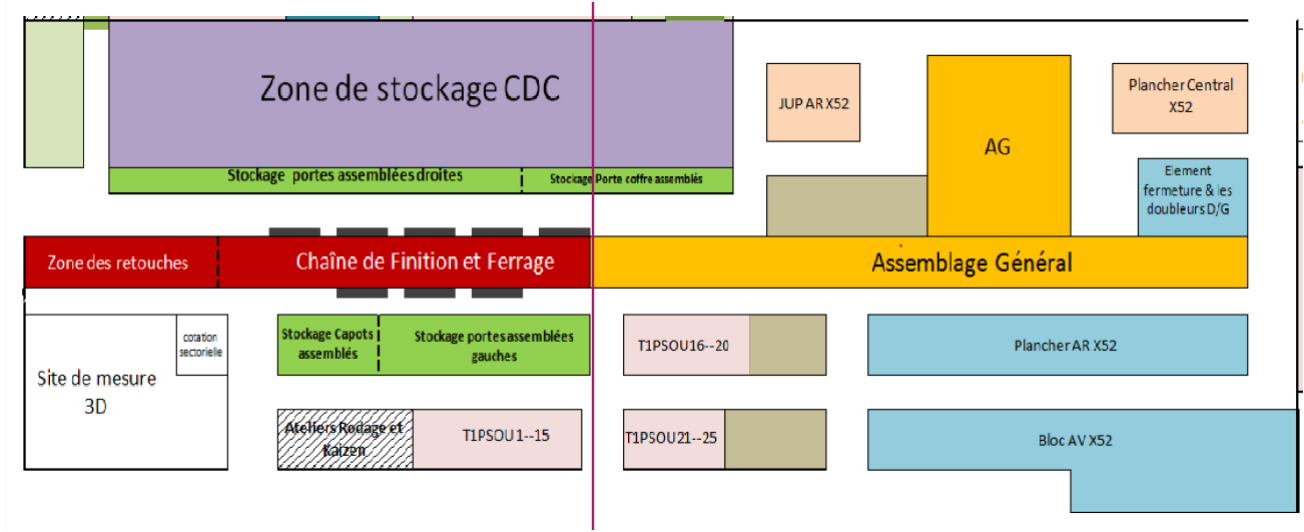 Zone de stockage CDC
JUP AR X52
AG
Plancher Central
X52
Stockage portes assemblées droites
Stockage Porte coffre assemblés
Element
fermeture & les
doubleurs D/G
Zone des retouches
Chaîne de Finition et Ferrage
Assemblage Général
cotation
sectorielle
Site de mesure
3D
Stockage Capots
assemblés
Stockage portes assemblées
gauches
T1PSOU16--20
Plancher AR X52
Ateliers Rodage et
Kaizen
T1PSOU 1--15
T1PSOU21--25
Bloc AV X52